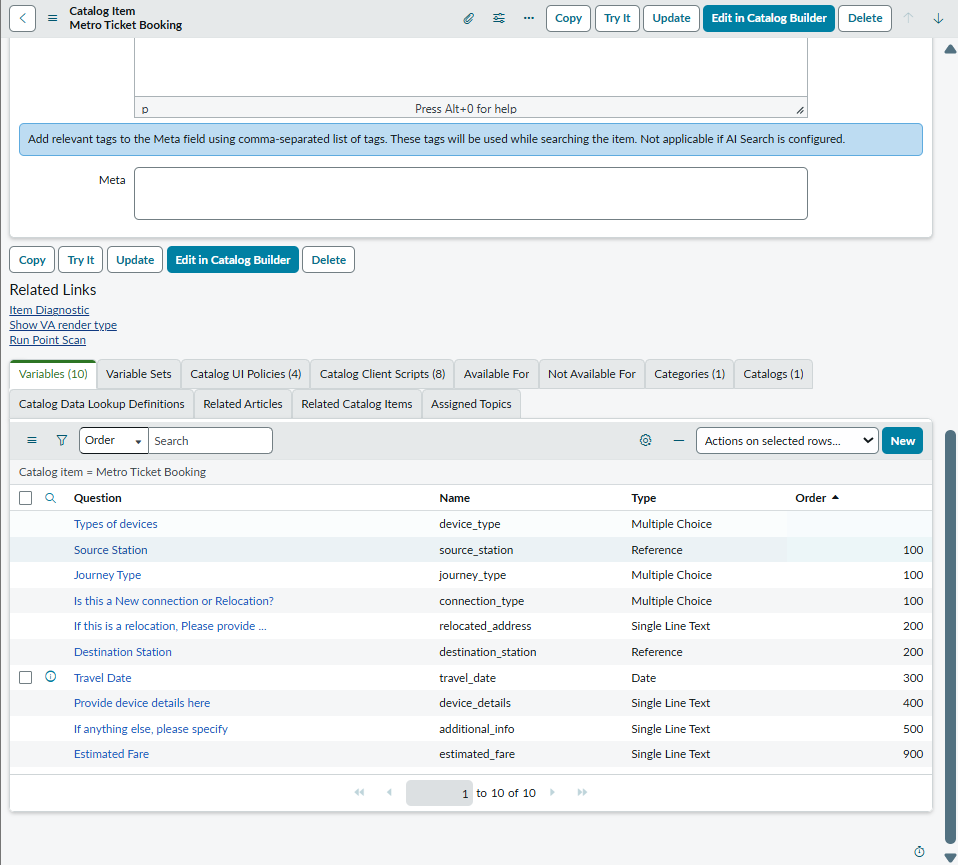 Catalog Item
Metro Ticket Booking
Copy Try It Update Edit in Catalog Builder Delete
p Press Alt+0 for help
Add relevant tags to the Meta field using comma-separated list of tags. These tags will be used while searching the item. Not applicable if AI Search is configured.
Meta
Copy Try It Update Edit in Catalog Builder Delete
Related Links
Item Diagnostic
Show VA render type
Run Point Scan
Variables (10) Variable Sets Catalog UI Policies (4) Catalog Client Scripts (8) Available For Not Available For Categories (1) Catalogs (1)
Catalog Data Lookup Definitions Related Articles Related Catalog Items Assigned Topics
Order Search Actions on selected rows... New
Catalog item = Metro Ticket Booking
Question Name Type Order
Types of devices device_type Multiple Choice
Source Station source_station Reference 100
Journey Type journey_type Multiple Choice 100
Is this a New connection or Relocation? connection_type Multiple Choice 100
If this is a relocation, Please provide ... relocated_address Single Line Text 200
Destination Station destination_station Reference 200
Travel Date travel_date Date 300
Provide device details here device_details Single Line Text 400
If anything else, please specify additional_info Single Line Text 500
Estimated Fare estimated_fare Single Line Text 900
1 to 10 of 10